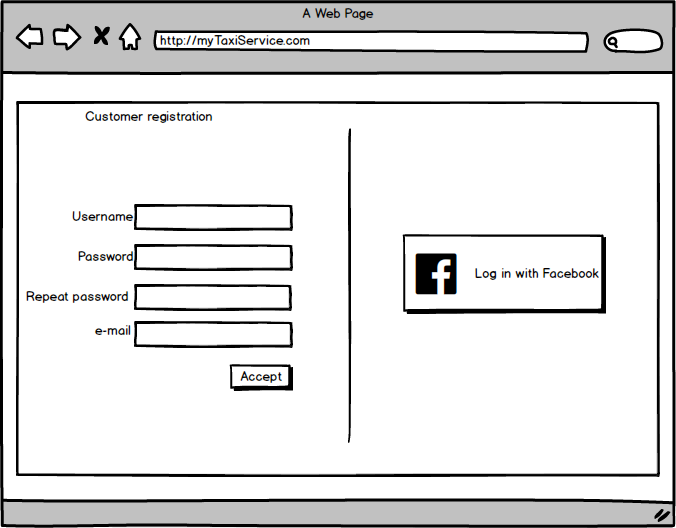 A Web Page
http://myTaxiService.com
Customer registration
Username
Password
Repeat password
e-mail
Accept
Log in with Facebook